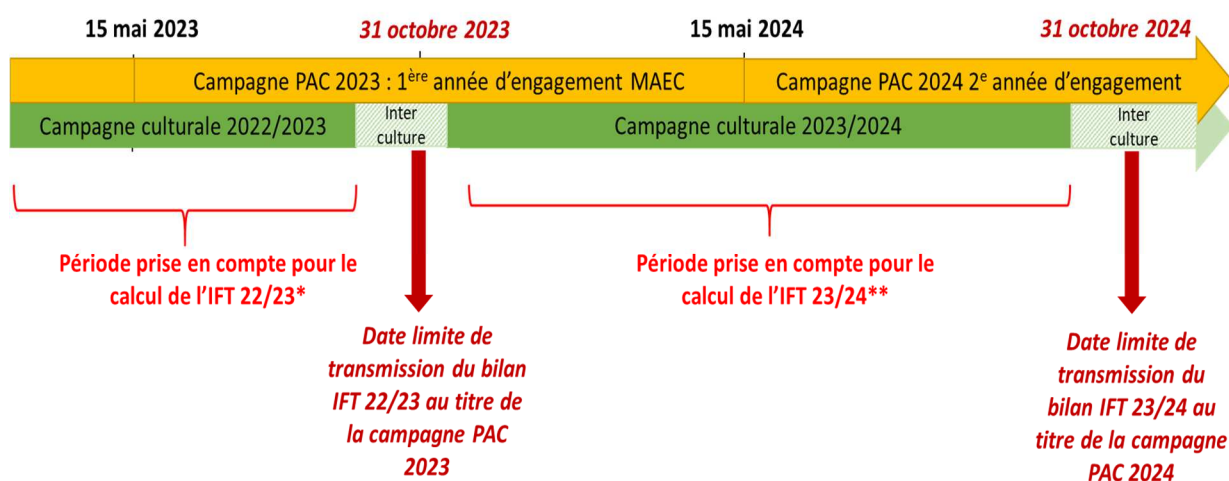 15 mai 2023
31 octobre 2023
15 mai 2024
31 octobre 2024
Campagne PAC 2023 : 1ère année d’engagement MAEC
Campagne PAC 2024 2e année d’engagement
Campagne culturale 2022/2023
Inter
culture
Campagne culturale 2023/2024
Inter
culture
Période prise en compte pour le
calcul de l’IFT 22/23*
Période prise en compte pour le
calcul de l’IFT 23/24**
Date limite de
transmission du bilan
IFT 22/23 au titre de
la campagne PAC
2023
Date limite de
transmission du
bilan IFT 23/24 au
titre de la campagne
PAC 2024